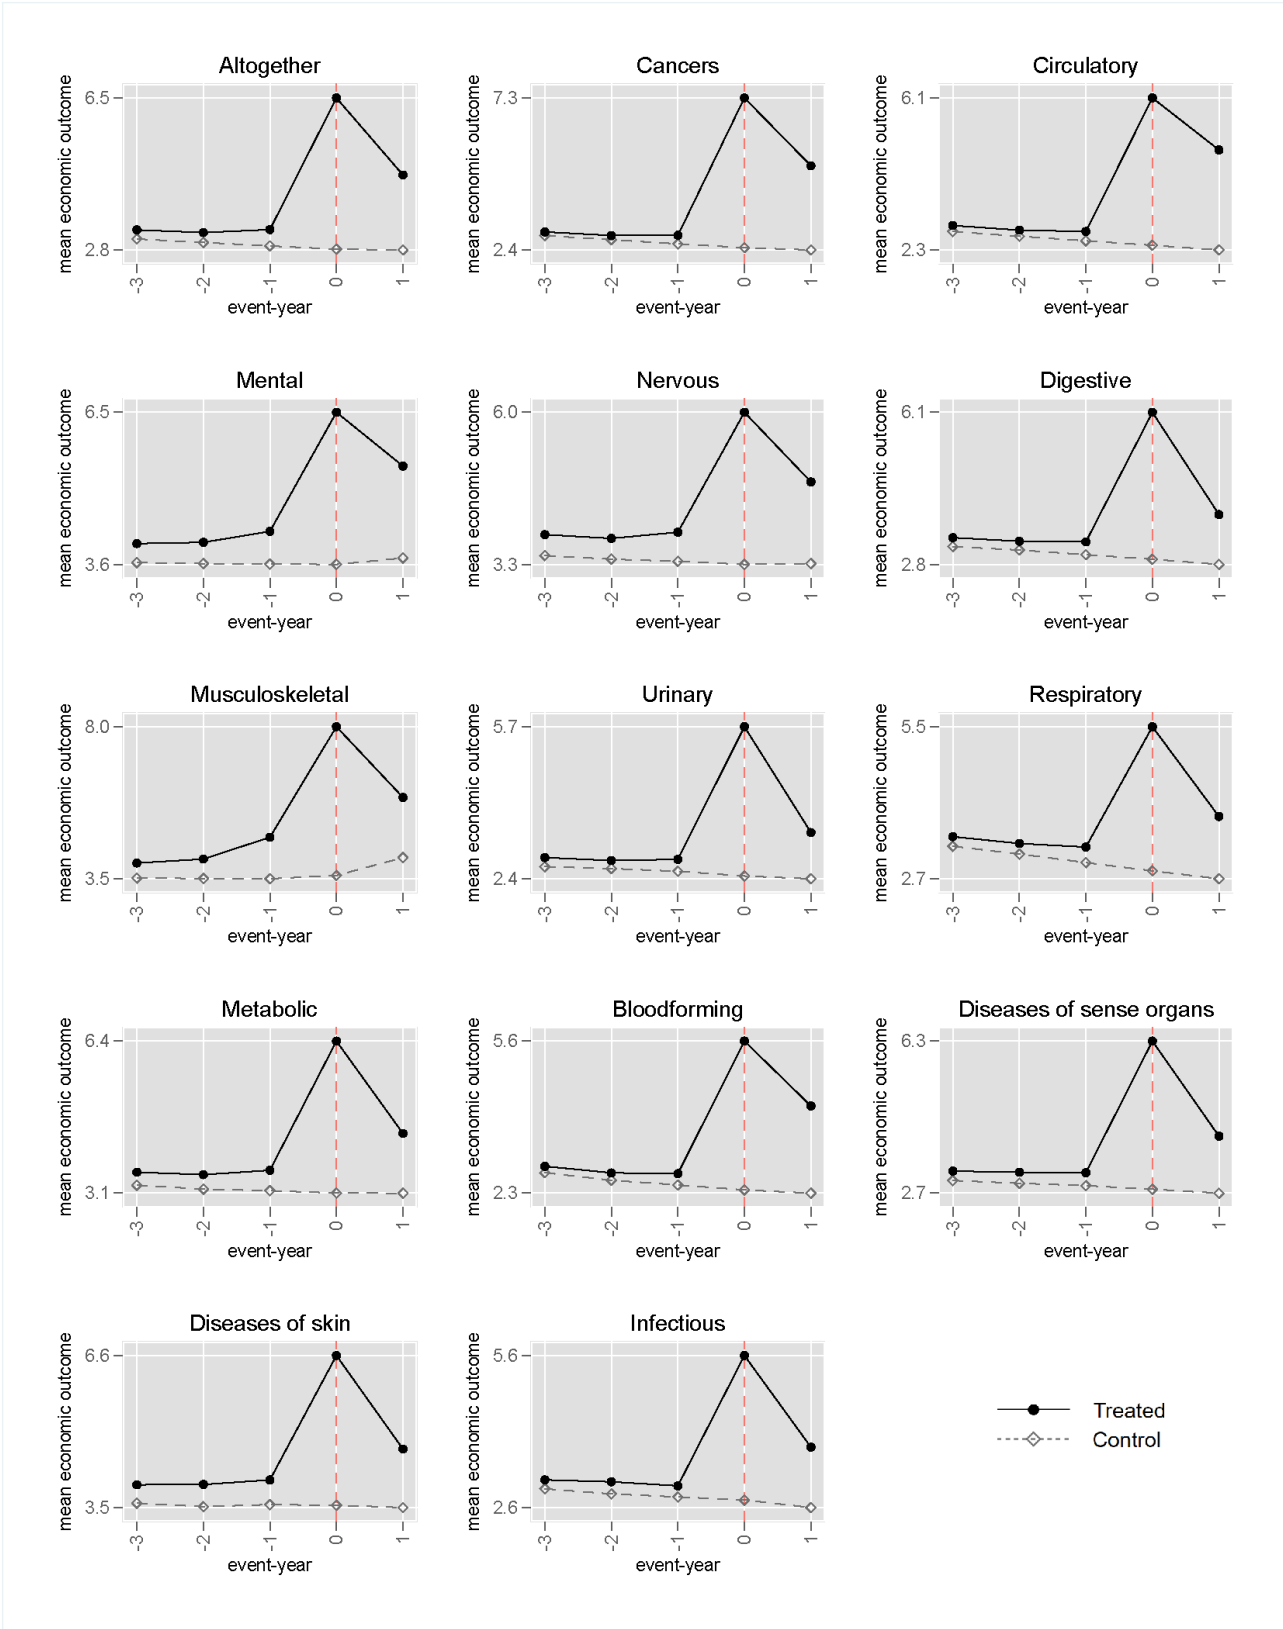 Altogether
mean economic outcome
6.5
2.8
-3 -2 -1 0 1
event-year
Cancers
mean economic outcome
7.3
2.4
-3 -2 -1 0 1
event-year
Circulatory
mean economic outcome
6.1
2.3
-3 -2 -1 0 1
event-year
Mental
mean economic outcome
6.5
3.6
-3 -2 -1 0 1
event-year
Nervous
mean economic outcome
6.0
3.3
-3 -2 -1 0 1
event-year
Digestive
mean economic outcome
6.1
2.8
-3 -2 -1 0 1
event-year
Musculoskeletal
mean economic outcome
8.0
3.5
-3 -2 -1 0 1
event-year
Urinary
mean economic outcome
5.7
2.4
-3 -2 -1 0 1
event-year
Respiratory
mean economic outcome
5.5
2.7
-3 -2 -1 0 1
event-year
Metabolic
mean economic outcome
6.4
3.1
-3 -2 -1 0 1
event-year
Bloodforming
mean economic outcome
5.6
2.3
-3 -2 -1 0 1
event-year
Diseases of sense organs
mean economic outcome
6.3
2.7
-3 -2 -1 0 1
event-year
Diseases of skin
mean economic outcome
6.6
3.5
-3 -2 -1 0 1
event-year
Infectious
mean economic outcome
5.6
2.6
-3 -2 -1 0 1
event-year
Treated
Control